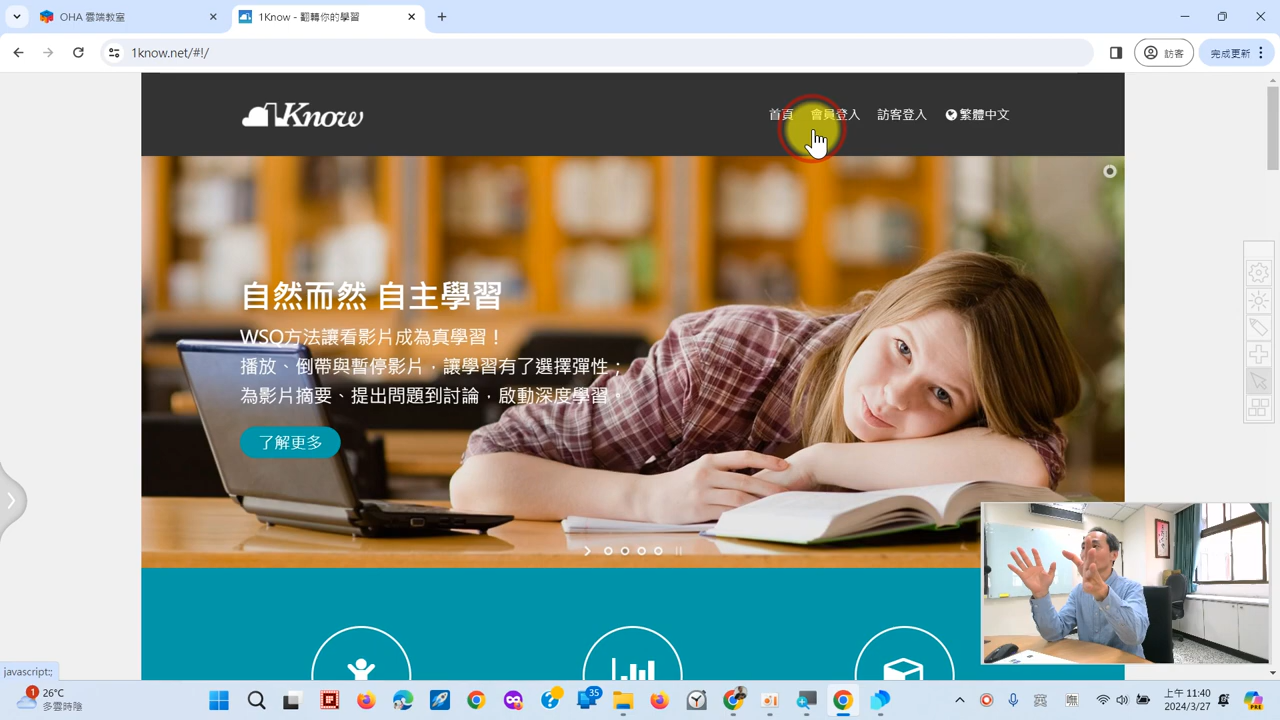 OHA 雲端教室
1Know - 翻轉你的學習
1know.net/#!/
訪客
完成更新
1Know
首頁
會員登入
訪客登入
繁體中文
自然而然 自主學習
WSQ方法讓看影片成為真學習！
播放、倒帶與暫停影片，讓學習有了選擇彈性；
為影片摘要、提出問題到討論，啟動深度學習。
了解更多
javascript:;
1
26°C
多雲時陰
35
英
上午 11:40
2024/3/27
PRE